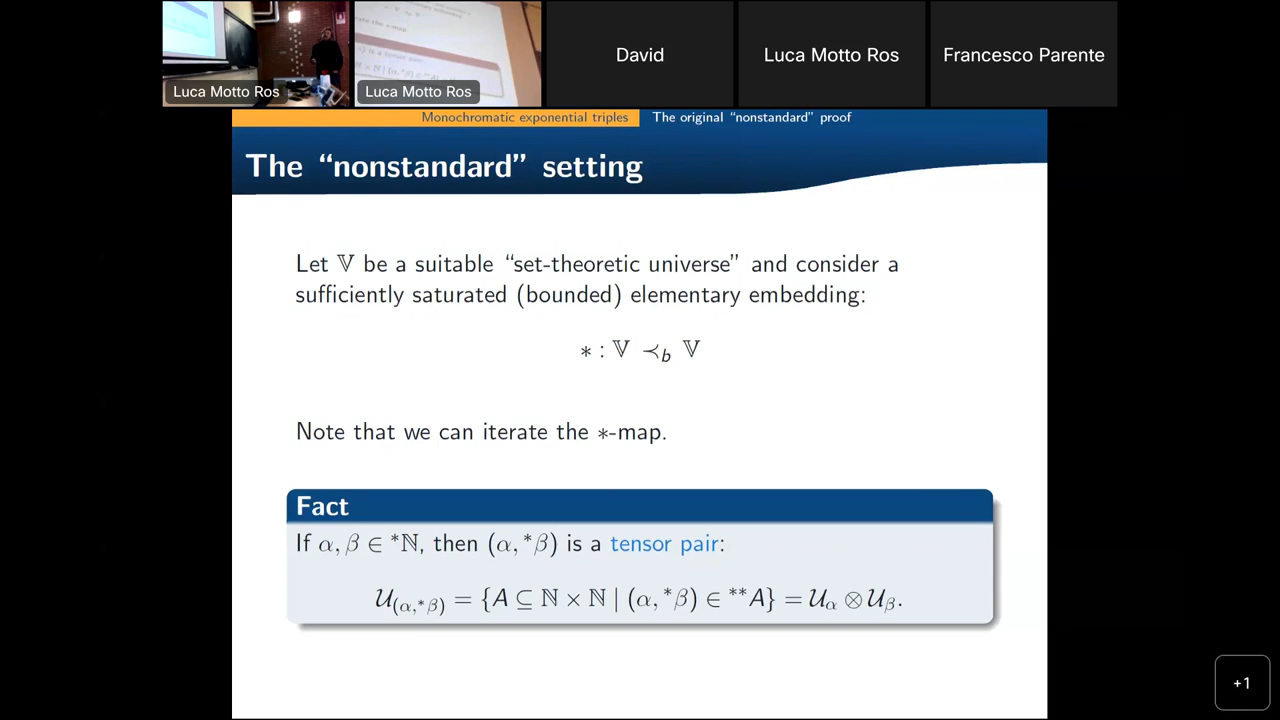 Luca Motto Ros
Luca Motto Ros
David
Luca Motto Ros
Francesco Parente
Monochromatic exponential triples
The original “nonstandard” proof
The “nonstandard” setting
Let 𝕍 be a suitable “set-theoretic universe” and consider a
sufficiently saturated (bounded) elementary embedding:
∗ : 𝕍 ≺_b 𝕍
Note that we can iterate the ∗-map.
Fact
If α, β ∈ *ℕ, then (α, *β) is a tensor pair:
𝒰_(α,*β) = {A ⊆ ℕ × ℕ | (α, *β) ∈ **A} = 𝒰_α ⊗ 𝒰_β.
+1